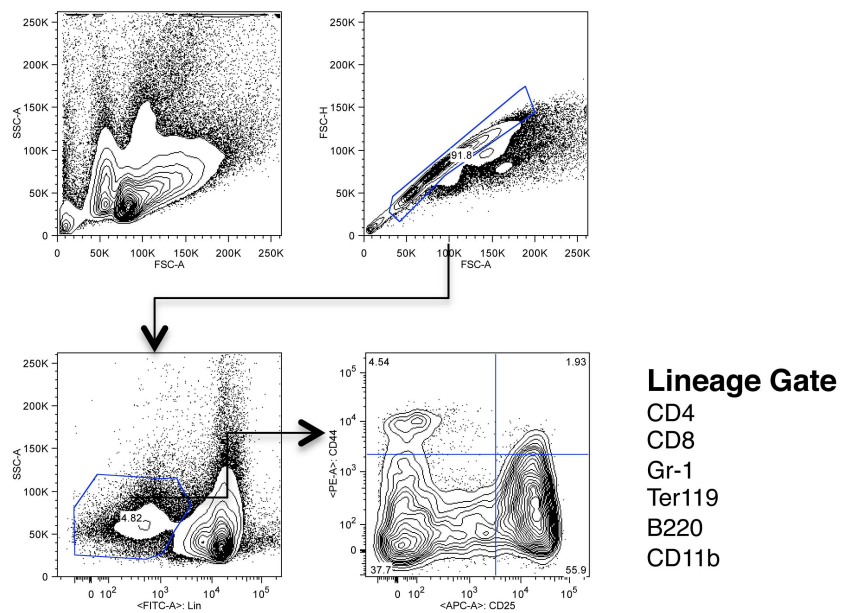 250K
200K
150K
100K
50K
0
SSC-A
0 50K 100K 150K 200K 250K
FSC-A
250K
200K
150K
100K
50K
0
FSC-H
91.8
0 50K 100K 150K 200K 250K
FSC-A
250K
200K
150K
100K
50K
0
SSC-A
4.82
0 10² 10³ 10⁴ 10⁵
<FITC-A>: Lin
4.54 1.93
10⁵
10⁴
10³
10²
0
<PE-A>: CD44
37.7 55.9
0 10² 10³ 10⁴ 10⁵
<APC-A>: CD25
Lineage Gate
CD4
CD8
Gr-1
Ter119
B220
CD11b